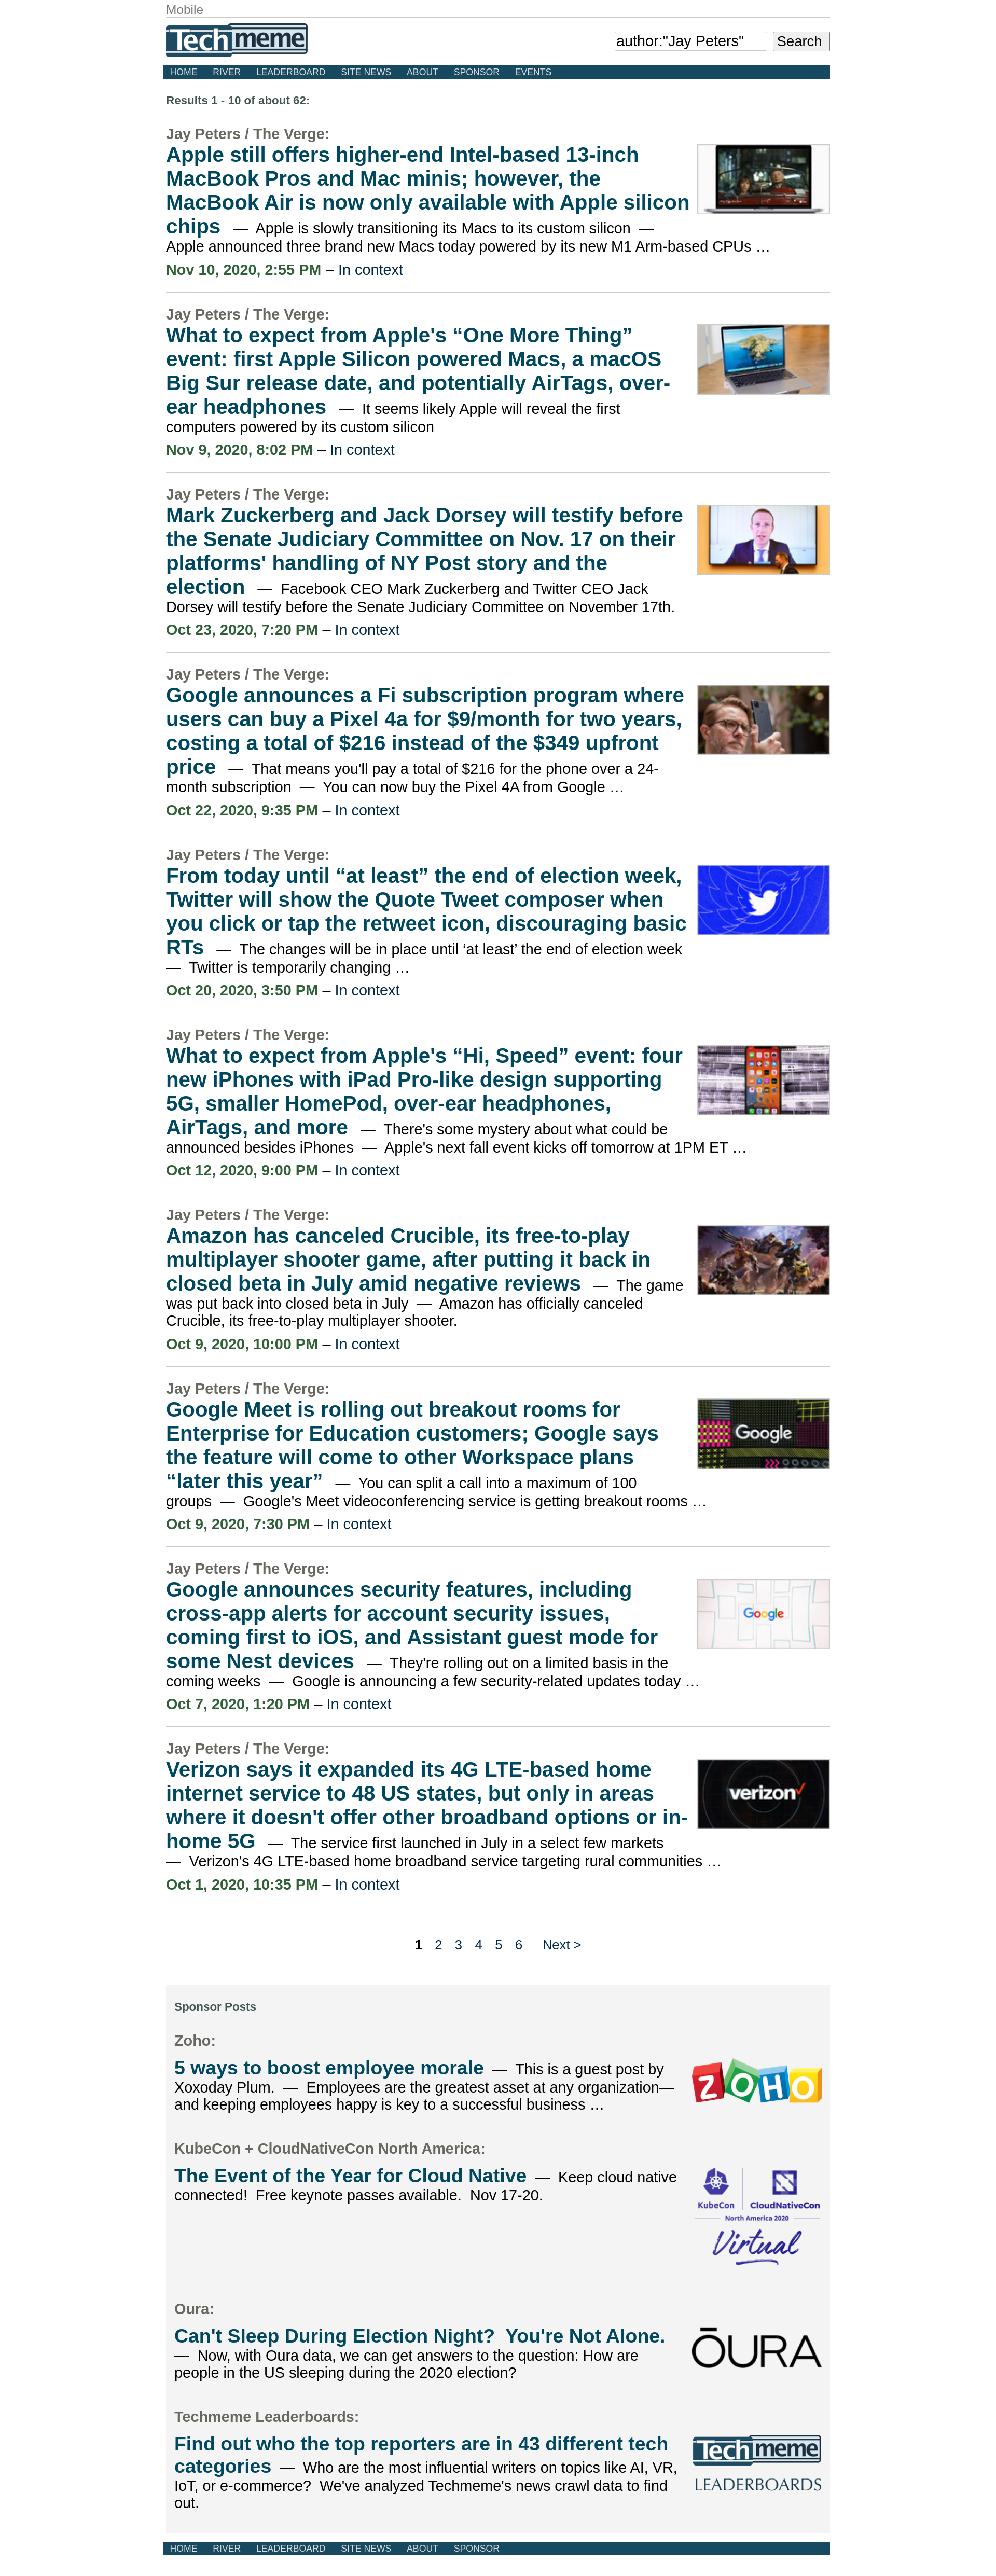 Mobile
Techmeme
author:"Jay Peters" Search
HOME RIVER LEADERBOARD SITE NEWS ABOUT SPONSOR EVENTS
Results 1 - 10 of about 62:
Jay Peters / The Verge:
Apple still offers higher-end Intel-based 13-inch
MacBook Pros and Mac minis; however, the
MacBook Air is now only available with Apple silicon
chips — Apple is slowly transitioning its Macs to its custom silicon —
Apple announced three brand new Macs today powered by its new M1 Arm-based CPUs …
Nov 10, 2020, 2:55 PM – In context
Jay Peters / The Verge:
What to expect from Apple's “One More Thing”
event: first Apple Silicon powered Macs, a macOS
Big Sur release date, and potentially AirTags, over-
ear headphones — It seems likely Apple will reveal the first
computers powered by its custom silicon
Nov 9, 2020, 8:02 PM – In context
Jay Peters / The Verge:
Mark Zuckerberg and Jack Dorsey will testify before
the Senate Judiciary Committee on Nov. 17 on their
platforms' handling of NY Post story and the
election — Facebook CEO Mark Zuckerberg and Twitter CEO Jack
Dorsey will testify before the Senate Judiciary Committee on November 17th.
Oct 23, 2020, 7:20 PM – In context
Jay Peters / The Verge:
Google announces a Fi subscription program where
users can buy a Pixel 4a for $9/month for two years,
costing a total of $216 instead of the $349 upfront
price — That means you'll pay a total of $216 for the phone over a 24-
month subscription — You can now buy the Pixel 4A from Google …
Oct 22, 2020, 9:35 PM – In context
Jay Peters / The Verge:
From today until “at least” the end of election week,
Twitter will show the Quote Tweet composer when
you click or tap the retweet icon, discouraging basic
RTs — The changes will be in place until ‘at least’ the end of election week
— Twitter is temporarily changing …
Oct 20, 2020, 3:50 PM – In context
Jay Peters / The Verge:
What to expect from Apple's “Hi, Speed” event: four
new iPhones with iPad Pro-like design supporting
5G, smaller HomePod, over-ear headphones,
AirTags, and more — There's some mystery about what could be
announced besides iPhones — Apple's next fall event kicks off tomorrow at 1PM ET …
Oct 12, 2020, 9:00 PM – In context
Jay Peters / The Verge:
Amazon has canceled Crucible, its free-to-play
multiplayer shooter game, after putting it back in
closed beta in July amid negative reviews — The game
was put back into closed beta in July — Amazon has officially canceled
Crucible, its free-to-play multiplayer shooter.
Oct 9, 2020, 10:00 PM – In context
Jay Peters / The Verge:
Google Meet is rolling out breakout rooms for
Enterprise for Education customers; Google says
the feature will come to other Workspace plans
“later this year” — You can split a call into a maximum of 100
groups — Google's Meet videoconferencing service is getting breakout rooms …
Google
Oct 9, 2020, 7:30 PM – In context
Jay Peters / The Verge:
Google announces security features, including
cross-app alerts for account security issues,
coming first to iOS, and Assistant guest mode for
some Nest devices — They're rolling out on a limited basis in the
coming weeks — Google is announcing a few security-related updates today …
Google
Oct 7, 2020, 1:20 PM – In context
Jay Peters / The Verge:
Verizon says it expanded its 4G LTE-based home
internet service to 48 US states, but only in areas
where it doesn't offer other broadband options or in-
home 5G — The service first launched in July in a select few markets
— Verizon's 4G LTE-based home broadband service targeting rural communities …
verizon
Oct 1, 2020, 10:35 PM – In context
1 2 3 4 5 6 Next >
Sponsor Posts
Zoho:
5 ways to boost employee morale — This is a guest post by
Xoxoday Plum. — Employees are the greatest asset at any organization—
and keeping employees happy is key to a successful business …
ZOHO
KubeCon + CloudNativeCon North America:
The Event of the Year for Cloud Native — Keep cloud native
connected! Free keynote passes available. Nov 17-20.
KubeCon CloudNativeCon
North America 2020
Virtual
Oura:
Can't Sleep During Election Night? You're Not Alone.
— Now, with Oura data, we can get answers to the question: How are
people in the US sleeping during the 2020 election?
ŌURA
Techmeme Leaderboards:
Find out who the top reporters are in 43 different tech
categories — Who are the most influential writers on topics like AI, VR,
IoT, or e-commerce? We've analyzed Techmeme's news crawl data to find
out.
Techmeme
LEADERBOARDS
HOME RIVER LEADERBOARD SITE NEWS ABOUT SPONSOR